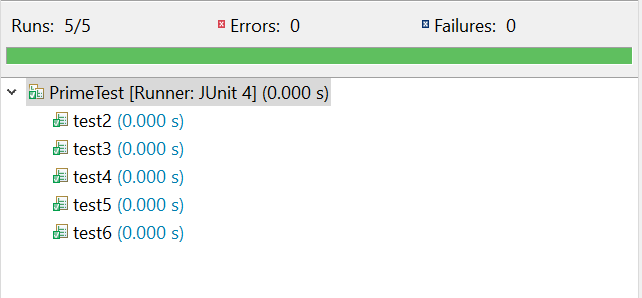 Runs: 5/5 Errors: 0 Failures: 0
PrimeTest [Runner: JUnit 4] (0.000 s)
test2 (0.000 s)
test3 (0.000 s)
test4 (0.000 s)
test5 (0.000 s)
test6 (0.000 s)